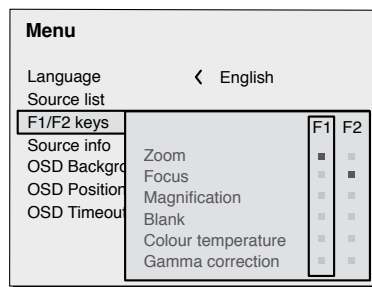 Menu
Language English
Source list
F1/F2 keys
F1 F2
Source info
Zoom
OSD Backgro
Focus
OSD Position
Magnification
OSD Timeout
Blank
Colour temperature
Gamma correction